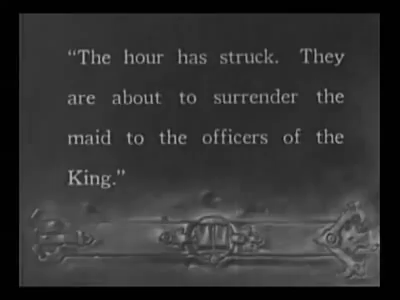 “The hour has struck. They
are about to surrender the
maid to the officers of the
King.”